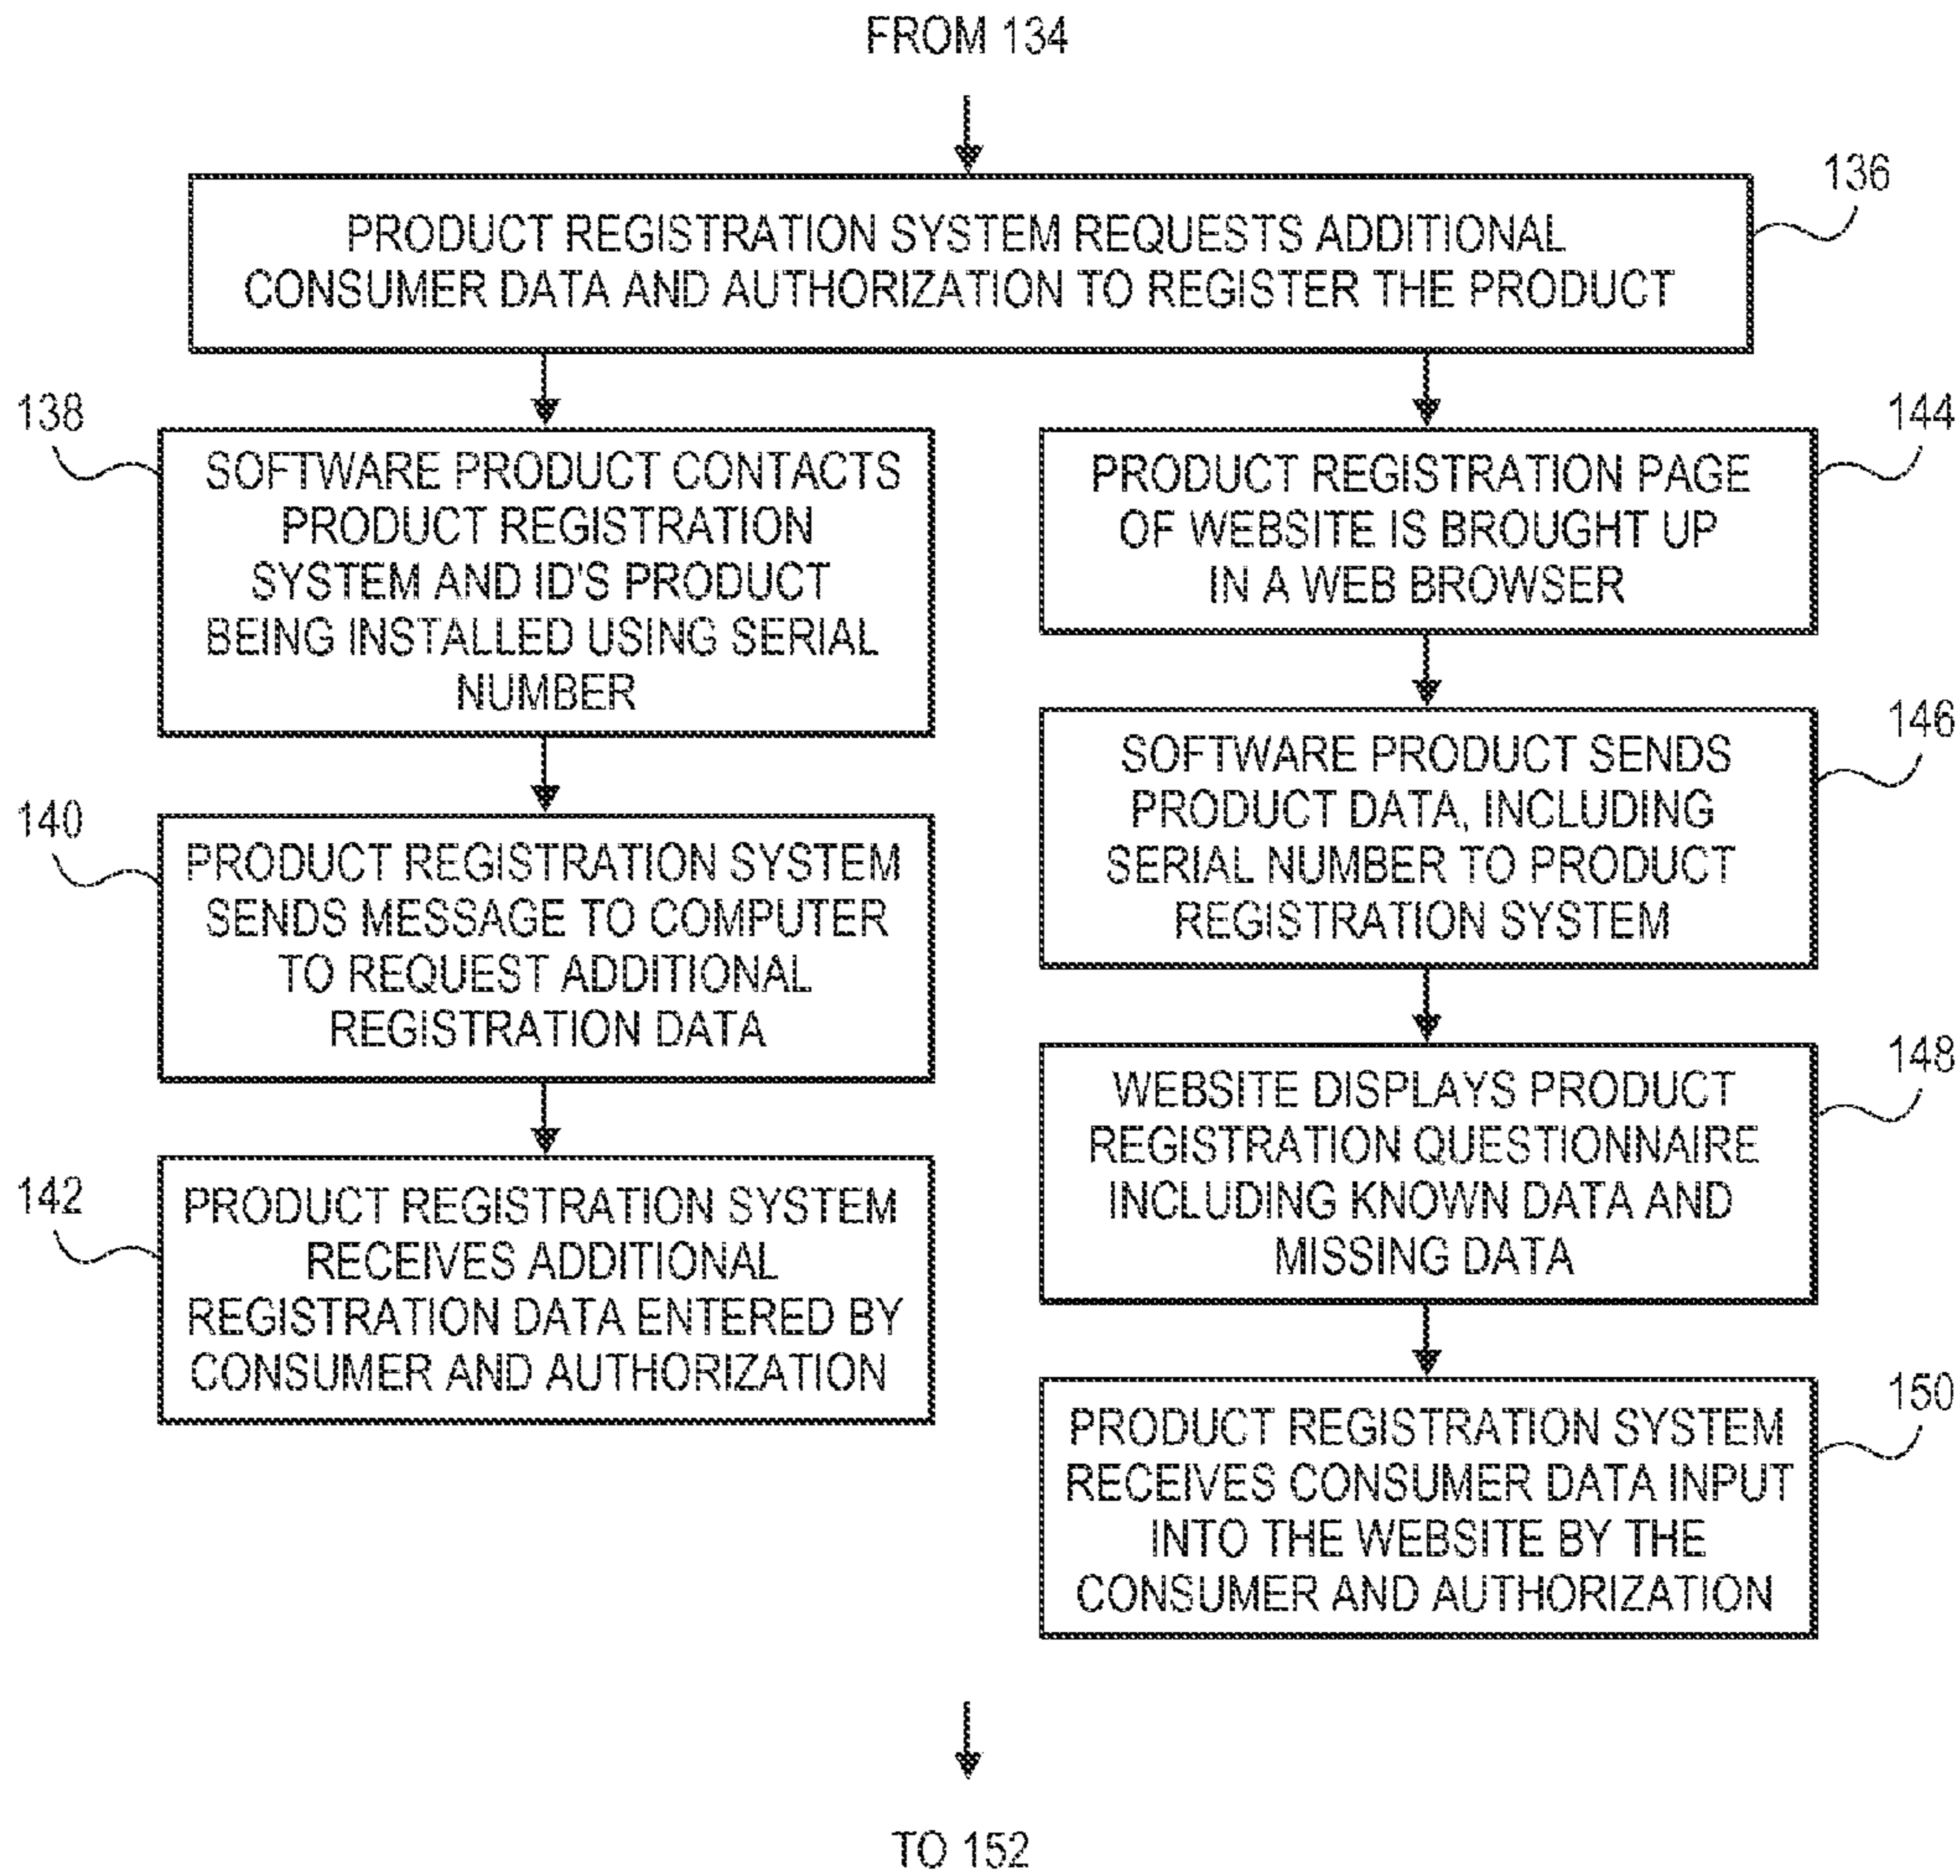 FROM 134
136
PRODUCT REGISTRATION SYSTEM REQUESTS ADDITIONAL
CONSUMER DATA AND AUTHORIZATION TO REGISTER THE PRODUCT
138
SOFTWARE PRODUCT CONTACTS
PRODUCT REGISTRATION
SYSTEM AND ID'S PRODUCT
BEING INSTALLED USING SERIAL
NUMBER
140
PRODUCT REGISTRATION SYSTEM
SENDS MESSAGE TO COMPUTER
TO REQUEST ADDITIONAL
REGISTRATION DATA
142
PRODUCT REGISTRATION SYSTEM
RECEIVES ADDITIONAL
REGISTRATION DATA ENTERED BY
CONSUMER AND AUTHORIZATION
144
PRODUCT REGISTRATION PAGE
OF WEBSITE IS BROUGHT UP
IN A WEB BROWSER
146
SOFTWARE PRODUCT SENDS
PRODUCT DATA, INCLUDING
SERIAL NUMBER TO PRODUCT
REGISTRATION SYSTEM
148
WEBSITE DISPLAYS PRODUCT
REGISTRATION QUESTIONNAIRE
INCLUDING KNOWN DATA AND
MISSING DATA
150
PRODUCT REGISTRATION SYSTEM
RECEIVES CONSUMER DATA INPUT
INTO THE WEBSITE BY THE
CONSUMER AND AUTHORIZATION
TO 152